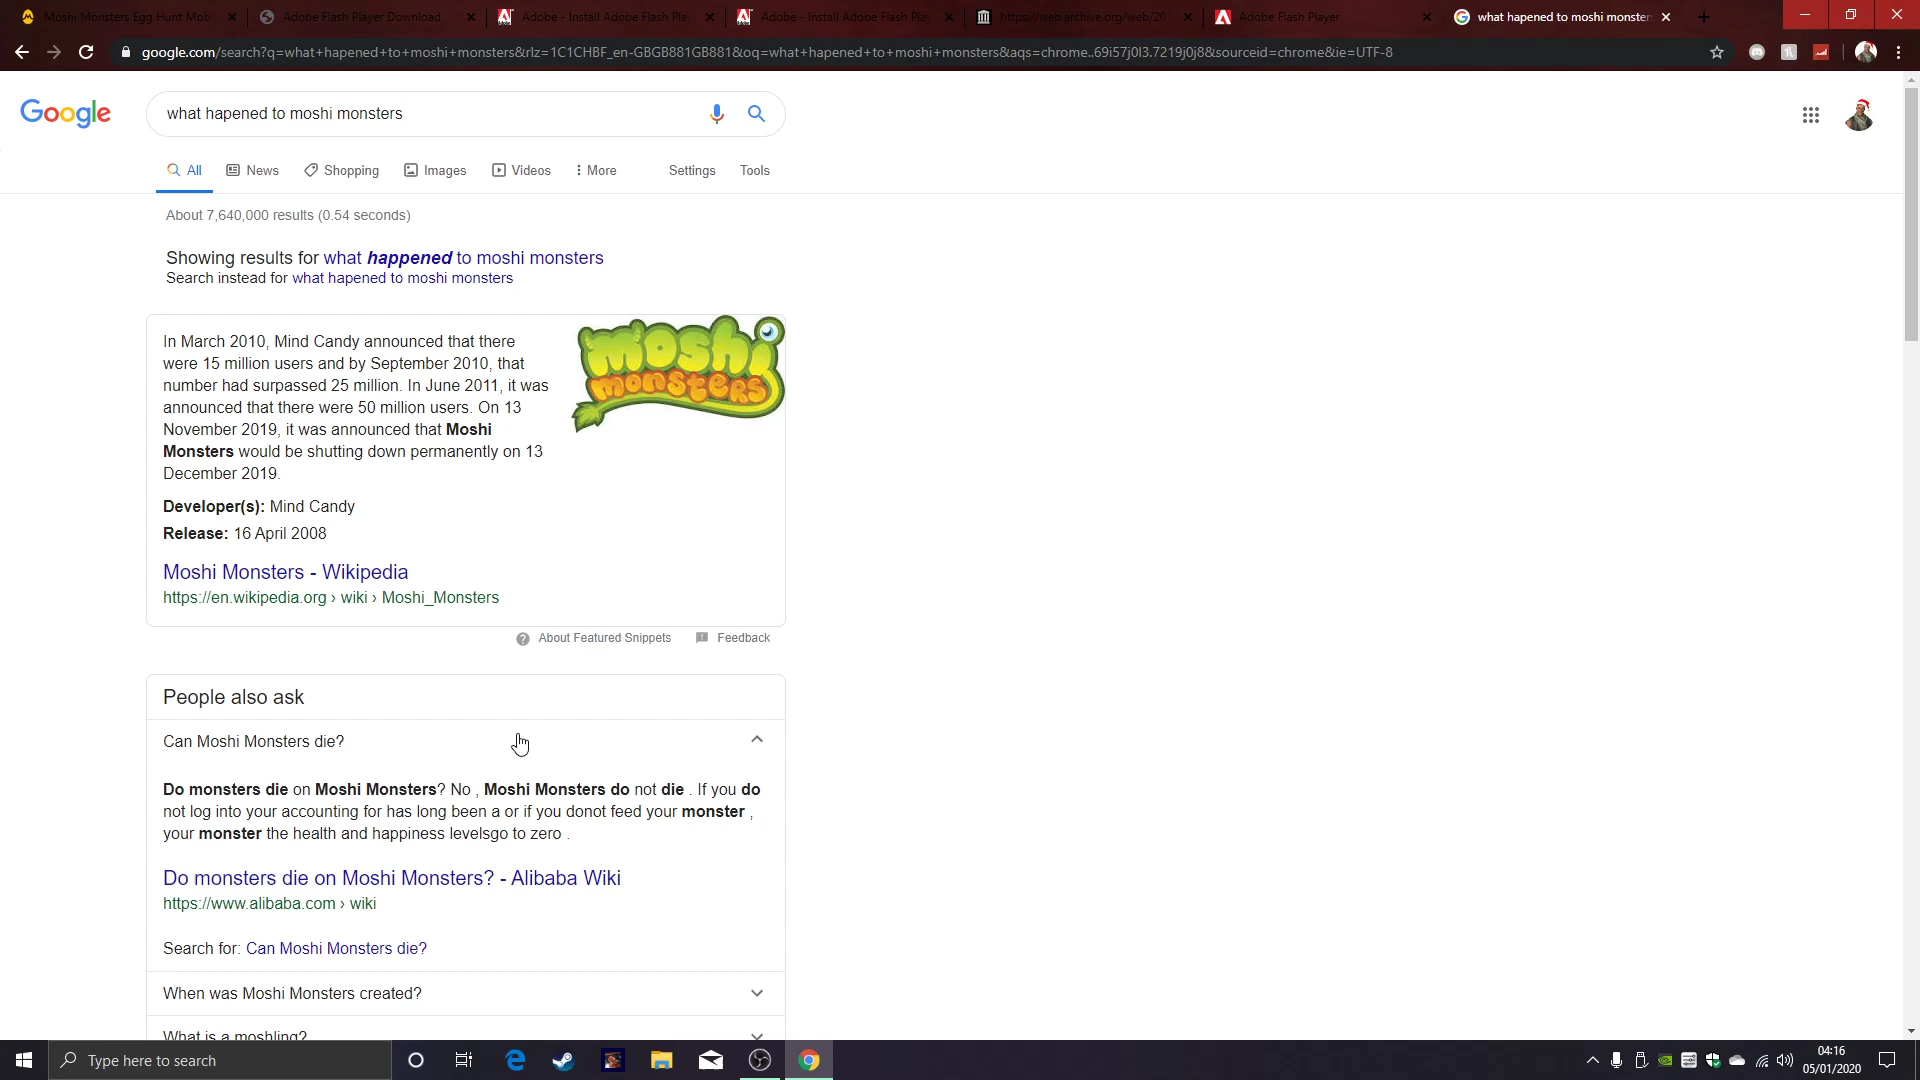 Moshi Monsters Egg Hunt Mobi
Adobe Flash Player Download
Adobe - Install Adobe Flash Play
Adobe - Install Adobe Flash Play
https://web.archive.org/web/201
Adobe Flash Player
what hapened to moshi monster
google.com/search?q=what+hapened+to+moshi+monsters&rlz=1C1CHBF_en-GBGB881GB881&oq=what+hapened+to+moshi+monsters&aqs=chrome..69i57j0l3.7219j0j8&sourceid=chrome&ie=UTF-8
Google
what hapened to moshi monsters
All
News
Shopping
Images
Videos
More
Settings
Tools
About 7,640,000 results (0.54 seconds)
Showing results for what happened to moshi monsters
Search instead for what hapened to moshi monsters
In March 2010, Mind Candy announced that there
were 15 million users and by September 2010, that
number had surpassed 25 million. In June 2011, it was
announced that there were 50 million users. On 13
November 2019, it was announced that Moshi
Monsters would be shutting down permanently on 13
December 2019.
moshi
monsters
Developer(s): Mind Candy
Release: 16 April 2008
Moshi Monsters - Wikipedia
https://en.wikipedia.org › wiki › Moshi_Monsters
About Featured Snippets
Feedback
People also ask
Can Moshi Monsters die?
Do monsters die on Moshi Monsters? No , Moshi Monsters do not die . If you do
not log into your accounting for has long been a or if you donot feed your monster ,
your monster the health and happiness levelsgo to zero .
Do monsters die on Moshi Monsters? - Alibaba Wiki
https://www.alibaba.com › wiki
Search for: Can Moshi Monsters die?
When was Moshi Monsters created?
What is a moshling?
Type here to search
04:16
05/01/2020